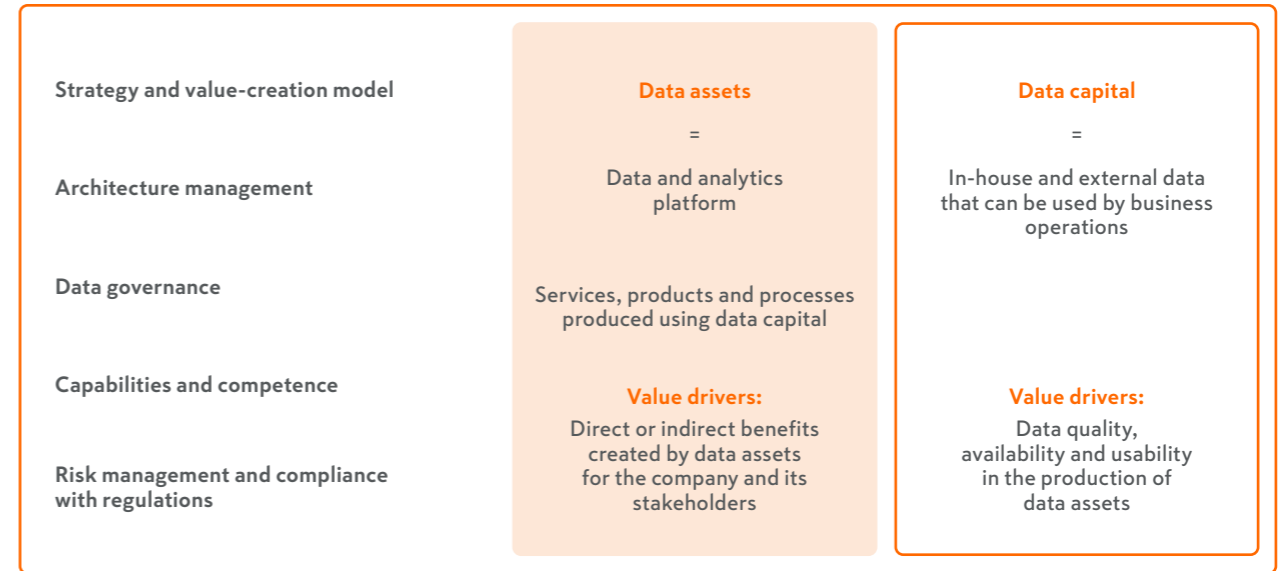 Strategy and value-creation model
Architecture management
Data governance
Capabilities and competence
Risk management and compliance
with regulations
Data assets
=
Data and analytics
platform
Services, products and processes
produced using data capital
Value drivers:
Direct or indirect benefits
created by data assets
for the company and its
stakeholders
Data capital
=
In-house and external data
that can be used by business
operations
Value drivers:
Data quality,
availability and usability
in the production of
data assets